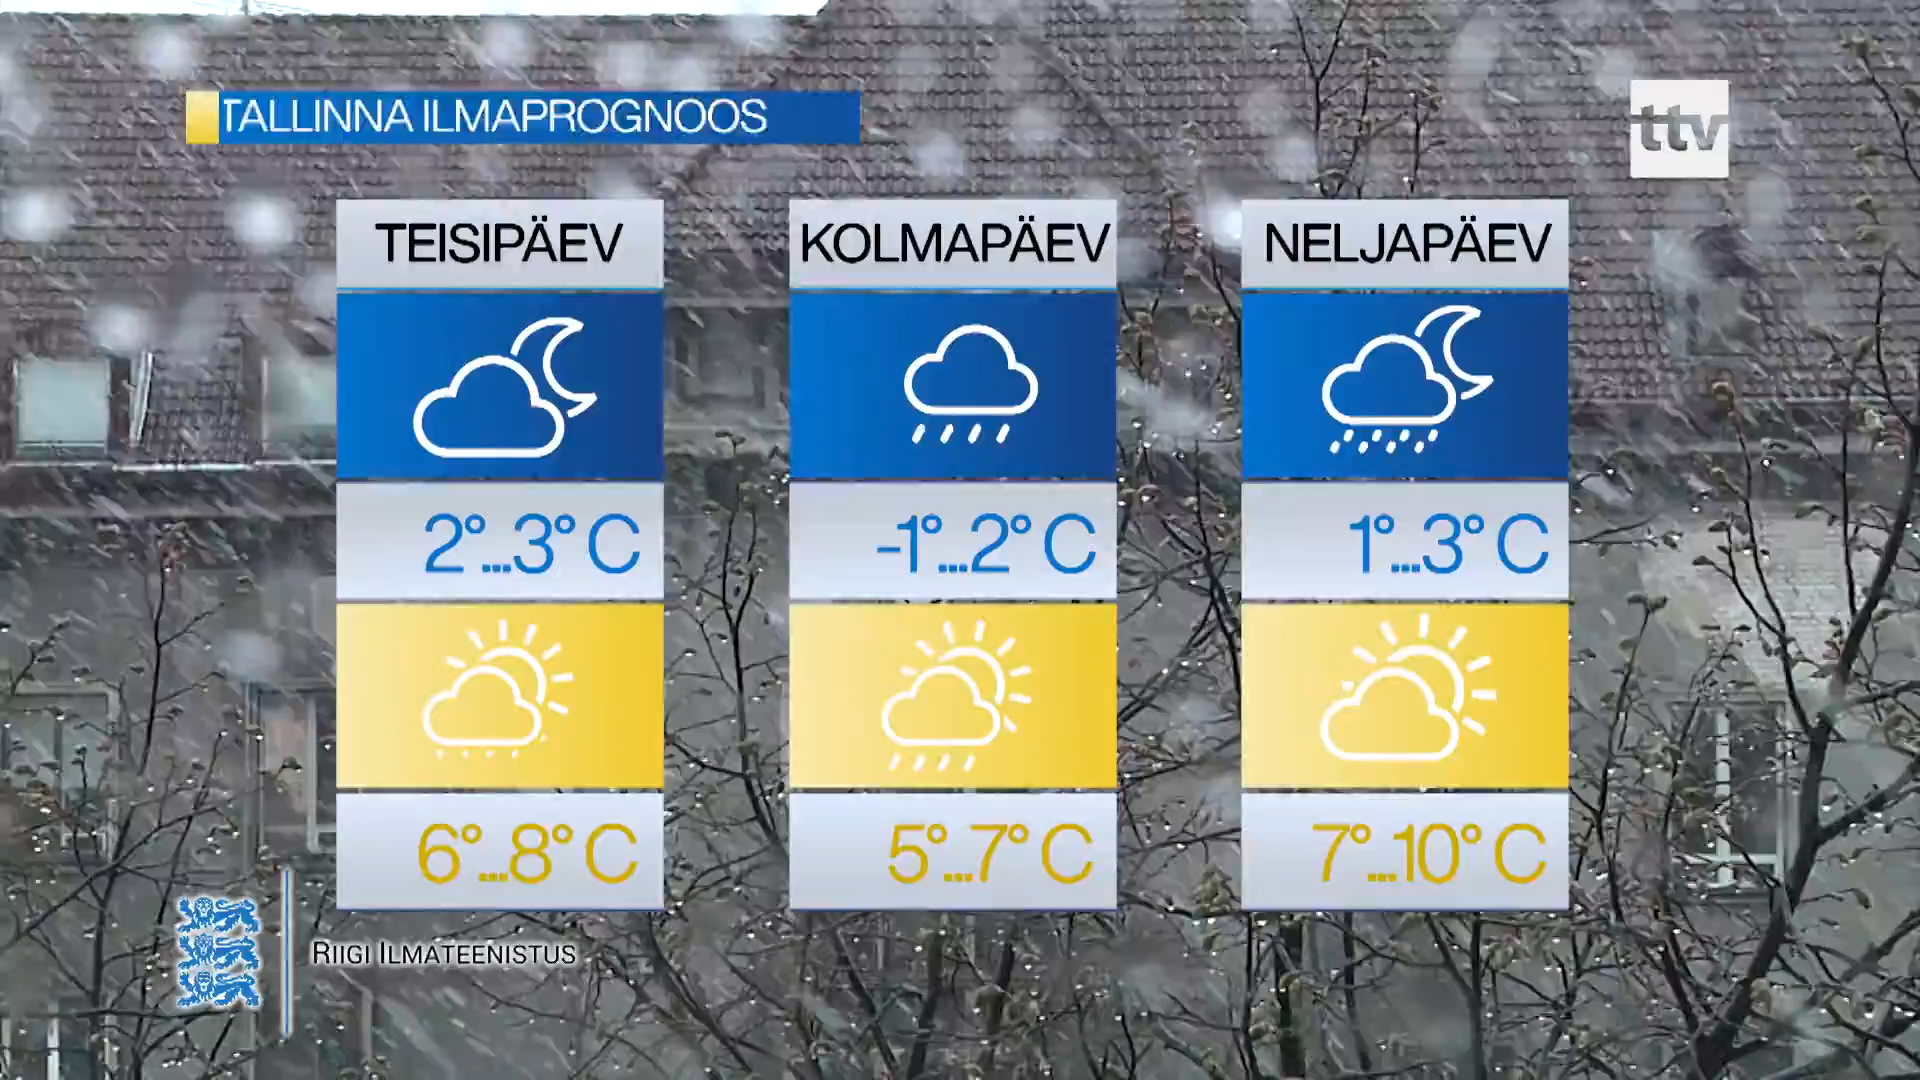 TALLINNA ILMAPROGNOOS
ttv
TEISIPÄEV
KOLMAPÄEV
NELJAPÄEV
2°...3° C
-1°...2° C
1°...3° C
6°...8° C
5°...7° C
7°...10° C
RIIGI ILMATEENISTUS